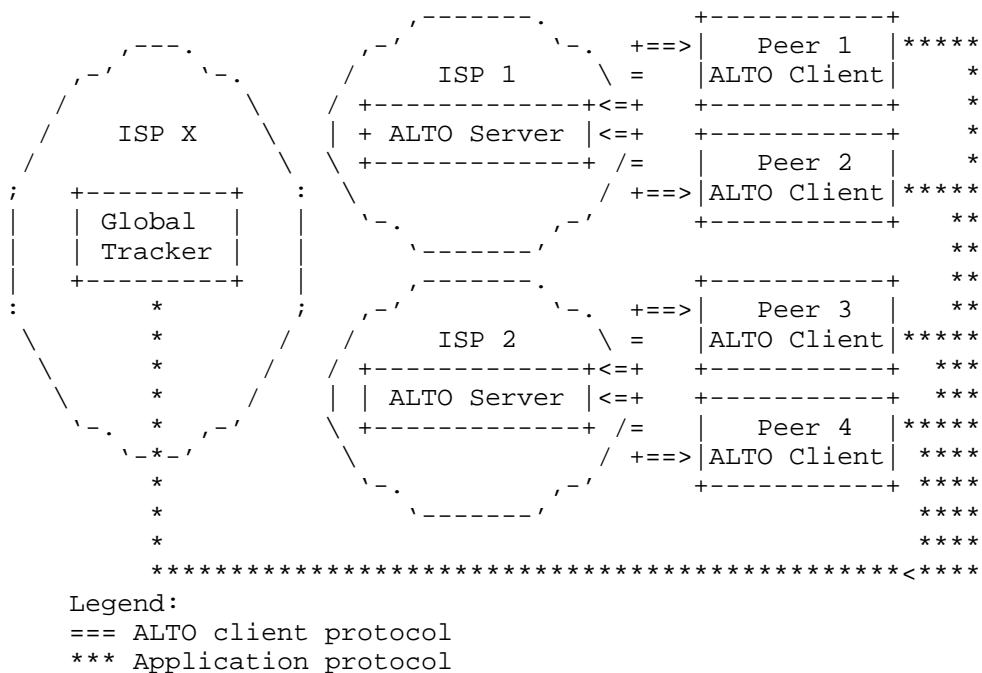 ISP X
Global
Tracker
ISP 1
ALTO Server
Peer 1
ALTO Client
Peer 2
ALTO Client
ISP 2
ALTO Server
Peer 3
ALTO Client
Peer 4
ALTO Client
Legend:
=== ALTO client protocol
*** Application protocol